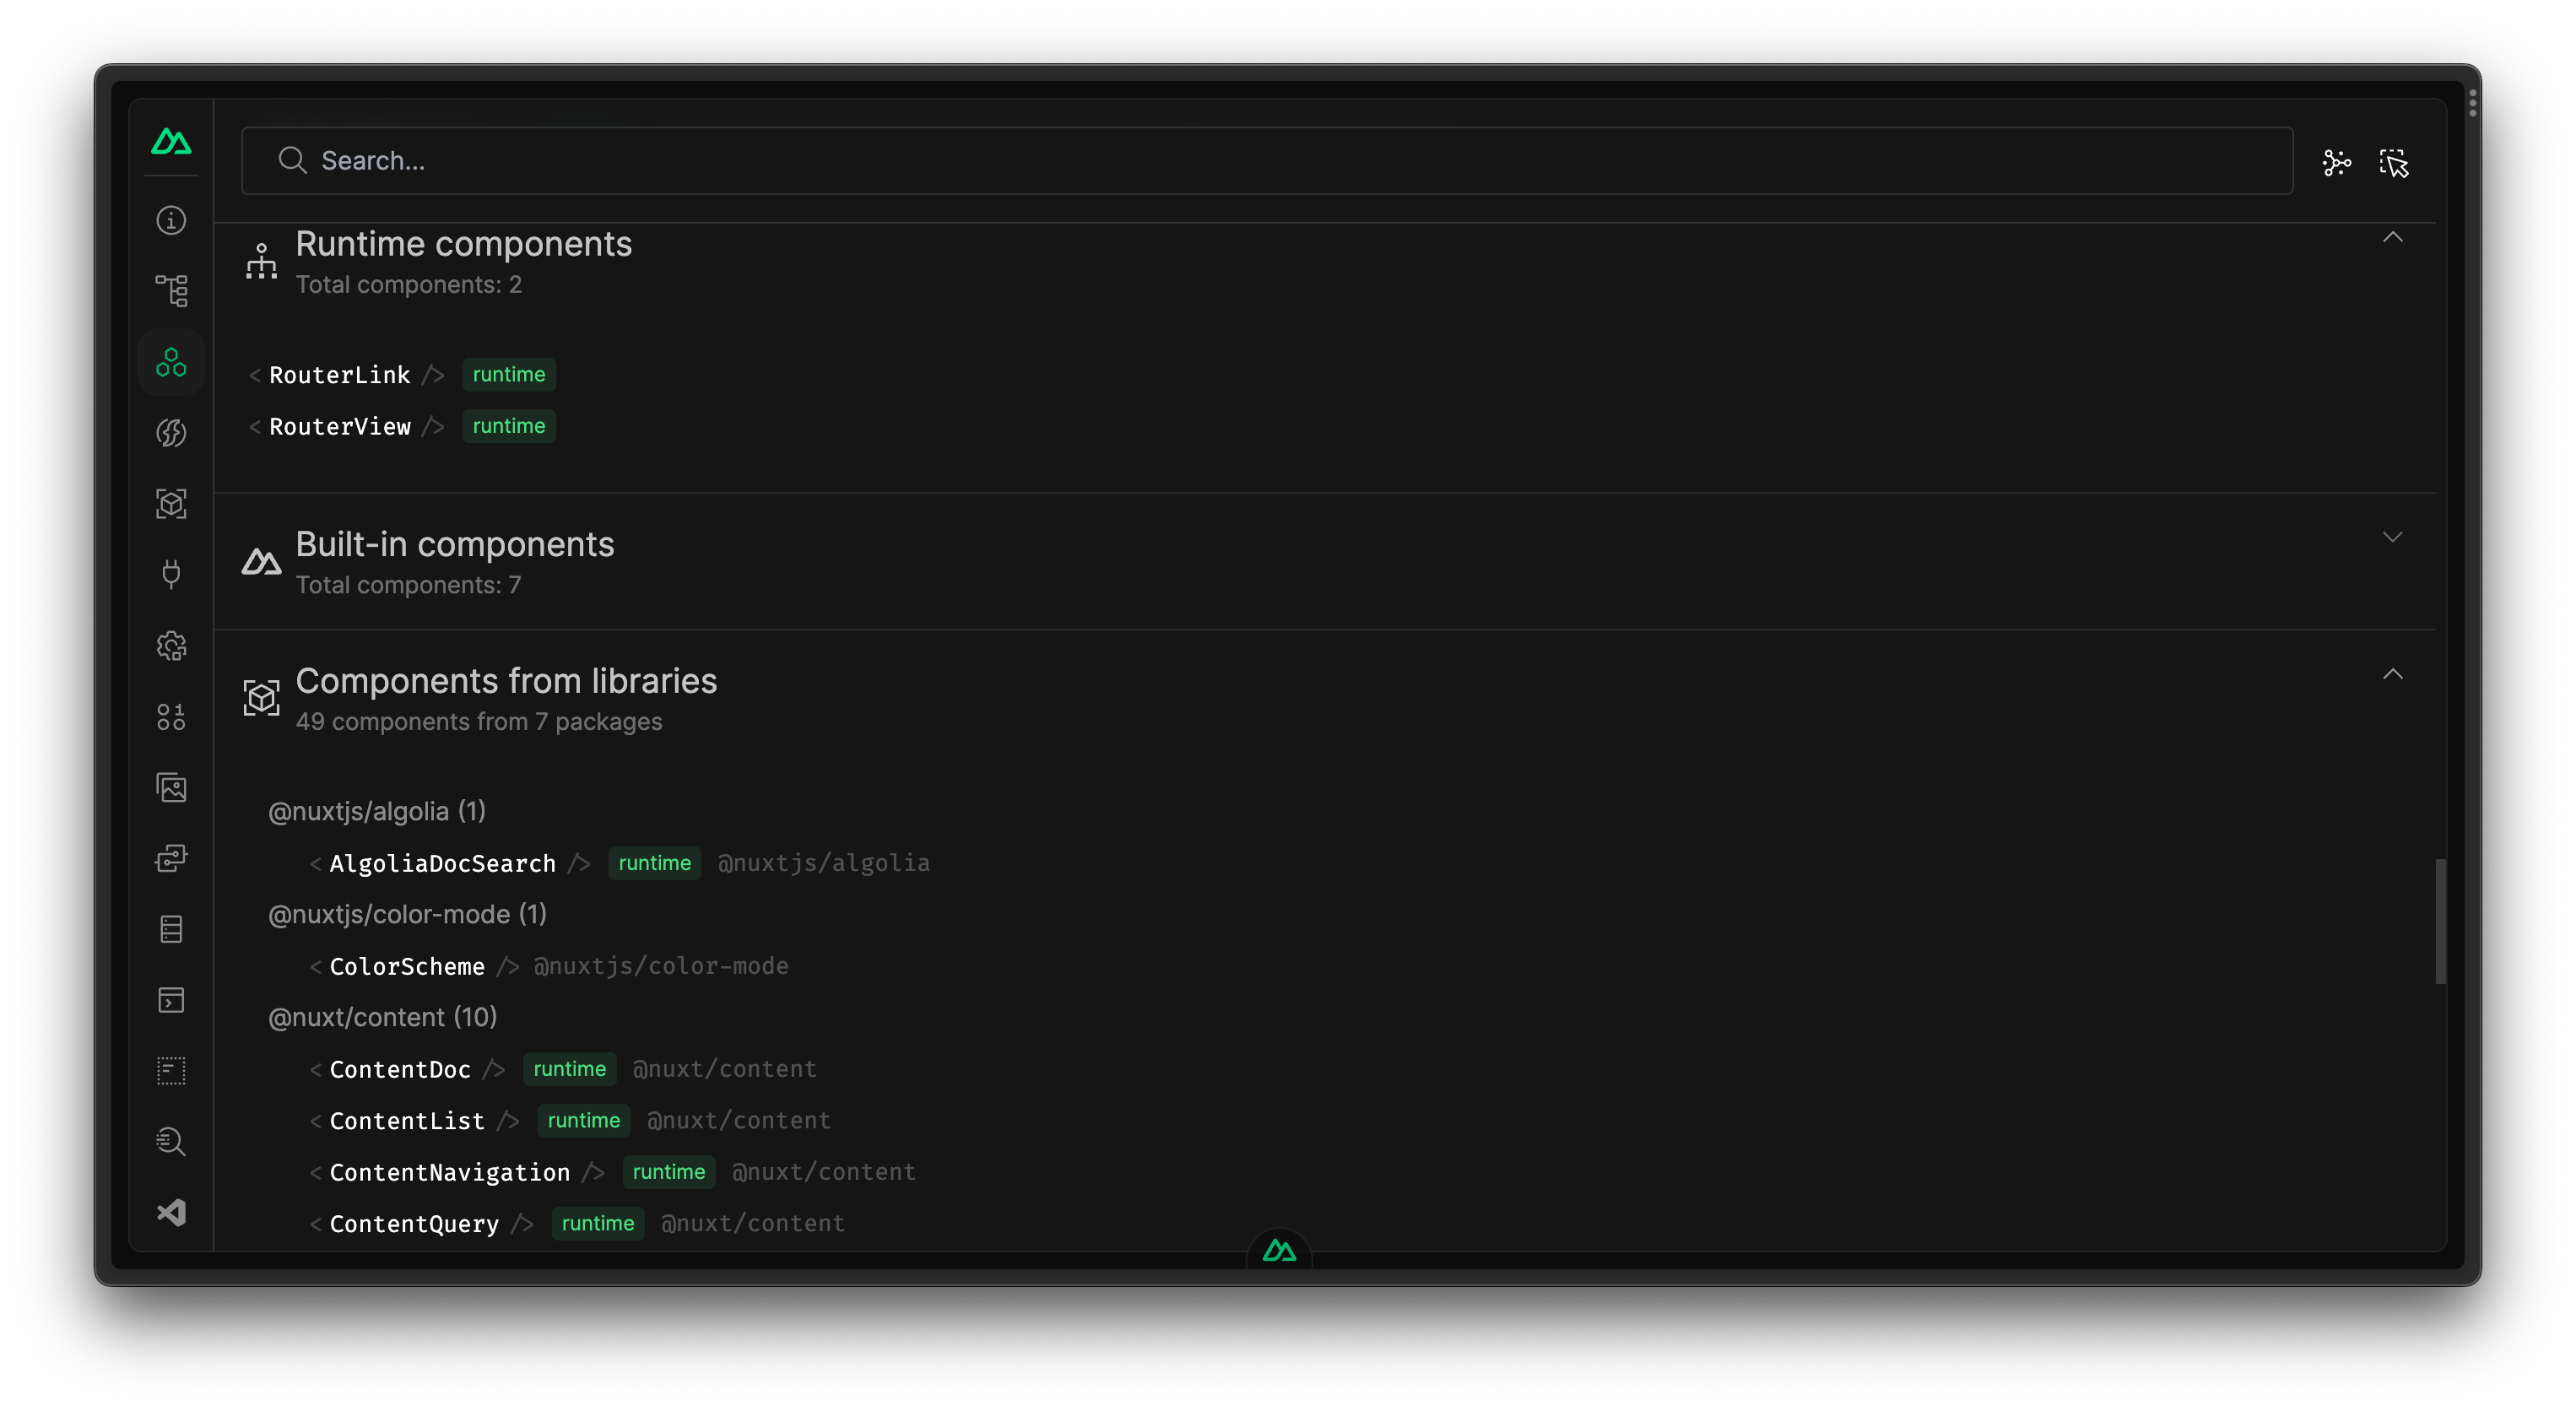 Search...
Runtime components
Total components: 2
< RouterLink /> runtime
< RouterView /> runtime
Built-in components
Total components: 7
Components from libraries
49 components from 7 packages
@nuxtjs/algolia (1)
< AlgoliaDocSearch /> runtime @nuxtjs/algolia
@nuxtjs/color-mode (1)
< ColorScheme /> @nuxtjs/color-mode
@nuxt/content (10)
< ContentDoc /> runtime @nuxt/content
< ContentList /> runtime @nuxt/content
< ContentNavigation /> runtime @nuxt/content
< ContentQuery /> runtime @nuxt/content